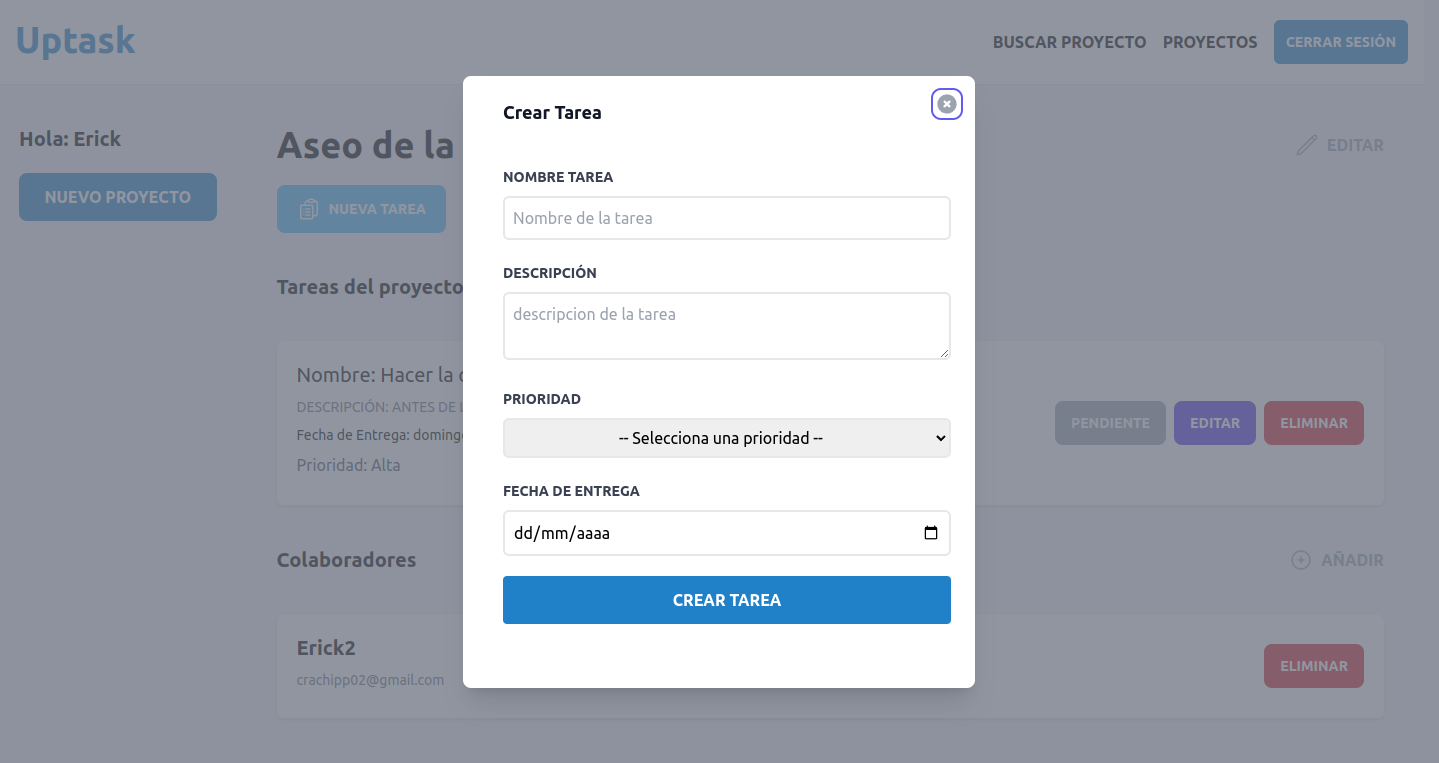 Uptask
BUSCAR PROYECTO PROYECTOS CERRAR SESIÓN
Hola: Erick
NUEVO PROYECTO
Aseo de la
EDITAR
NUEVA TAREA
Tareas del proyecto
Nombre: Hacer la
DESCRIPCIÓN: ANTES DE
Fecha de Entrega:
Prioridad: Alta
PENDIENTE EDITAR ELIMINAR
Colaboradores
AÑADIR
Erick2
crachipp02@gmail.com
ELIMINAR
Crear Tarea
NOMBRE TAREA
Nombre de la tarea
DESCRIPCIÓN
descripcion de la tarea
PRIORIDAD
-- Selecciona una prioridad --
FECHA DE ENTREGA
dd/mm/aaaa
CREAR TAREA